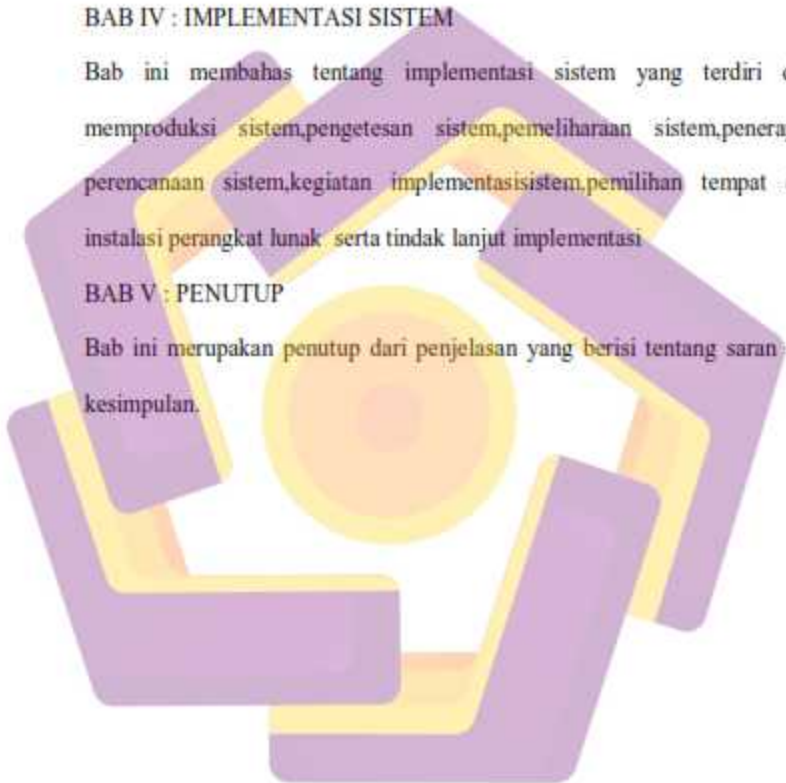 BAB IV : IMPLEMENTASI SISTEM
Bab ini membahas tentang implementasi sistem yang terdiri
memproduksi sistem,pengetesan sistem,pemeliharaan sistem,penera
perencanaan sistem,kegiatan implementasisistem,pemilihan tempat
instalasi perangkat lunak serta tindak lanjut implementasi
BAB V : PENUTUP
Bab ini merupakan penutup dari penjelasan yang berisi tentang saran
kesimpulan.